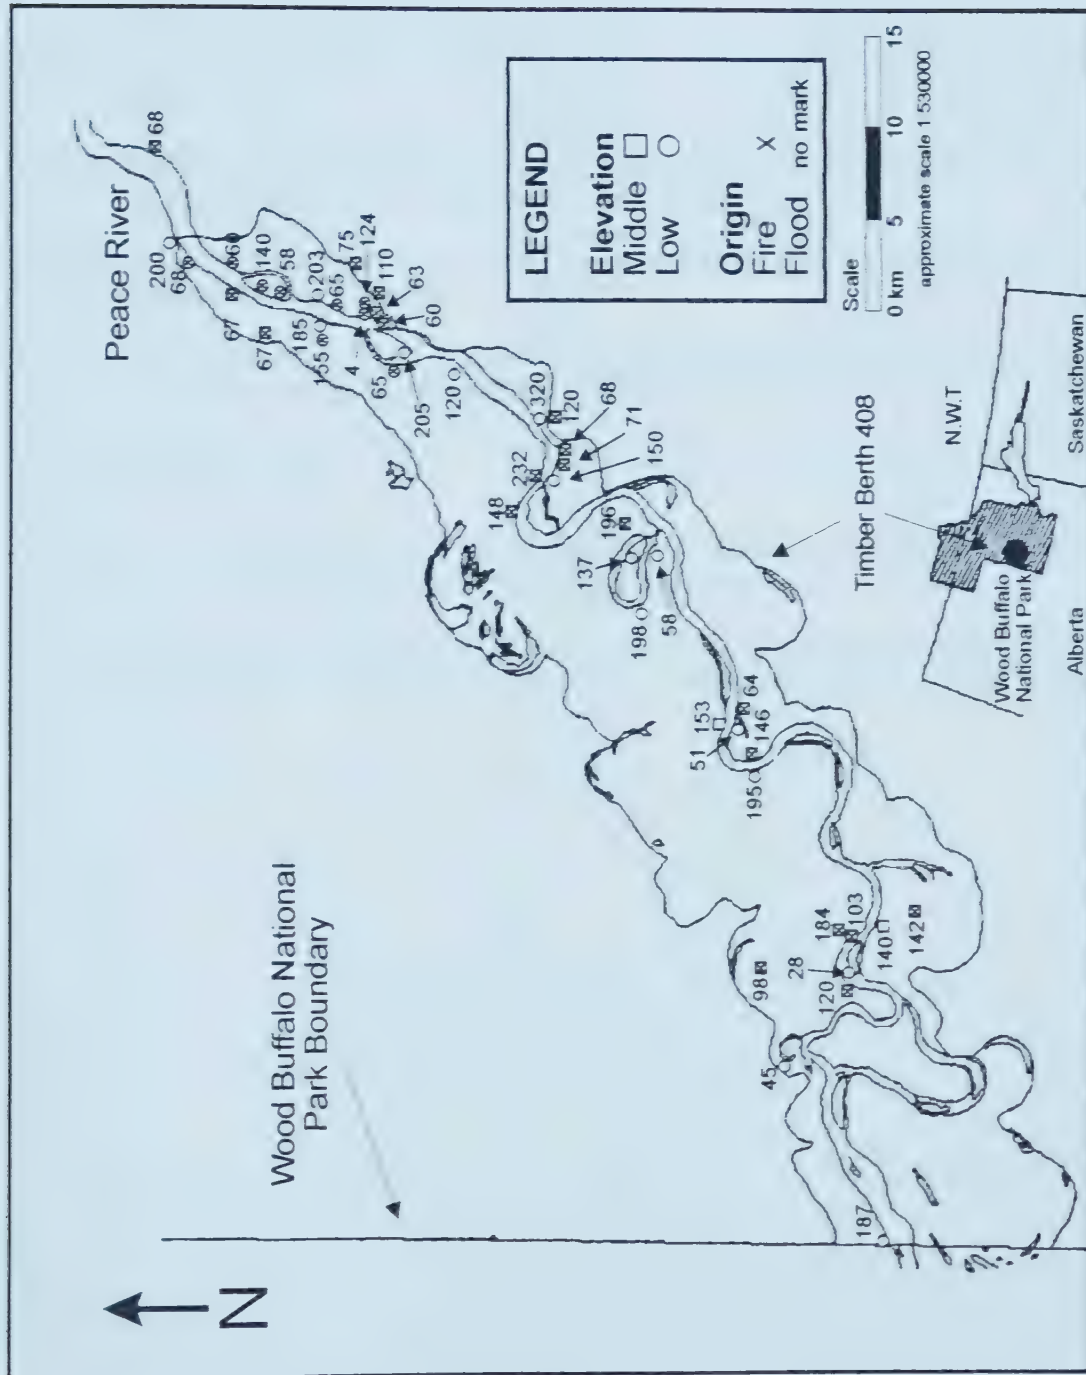 Peace River
68
200
68
60
140
58
203
65
75
124
110
63
60
67
67
185
155
4
65
205
120
320
120
68
71
150
232
148
196
137
198
58
153
64
51
146
195
184
103
98
28
140
142
120
45
187
Wood Buffalo National
Park Boundary
N
LEGEND
Elevation
Middle □
Low ○
Origin
Fire X
Flood no mark
Scale
0 km 5 10 15
approximate scale 1 530000
Timber Berth 408
N.W.T
Wood Buffalo
National Park
Alberta
Saskatchewan